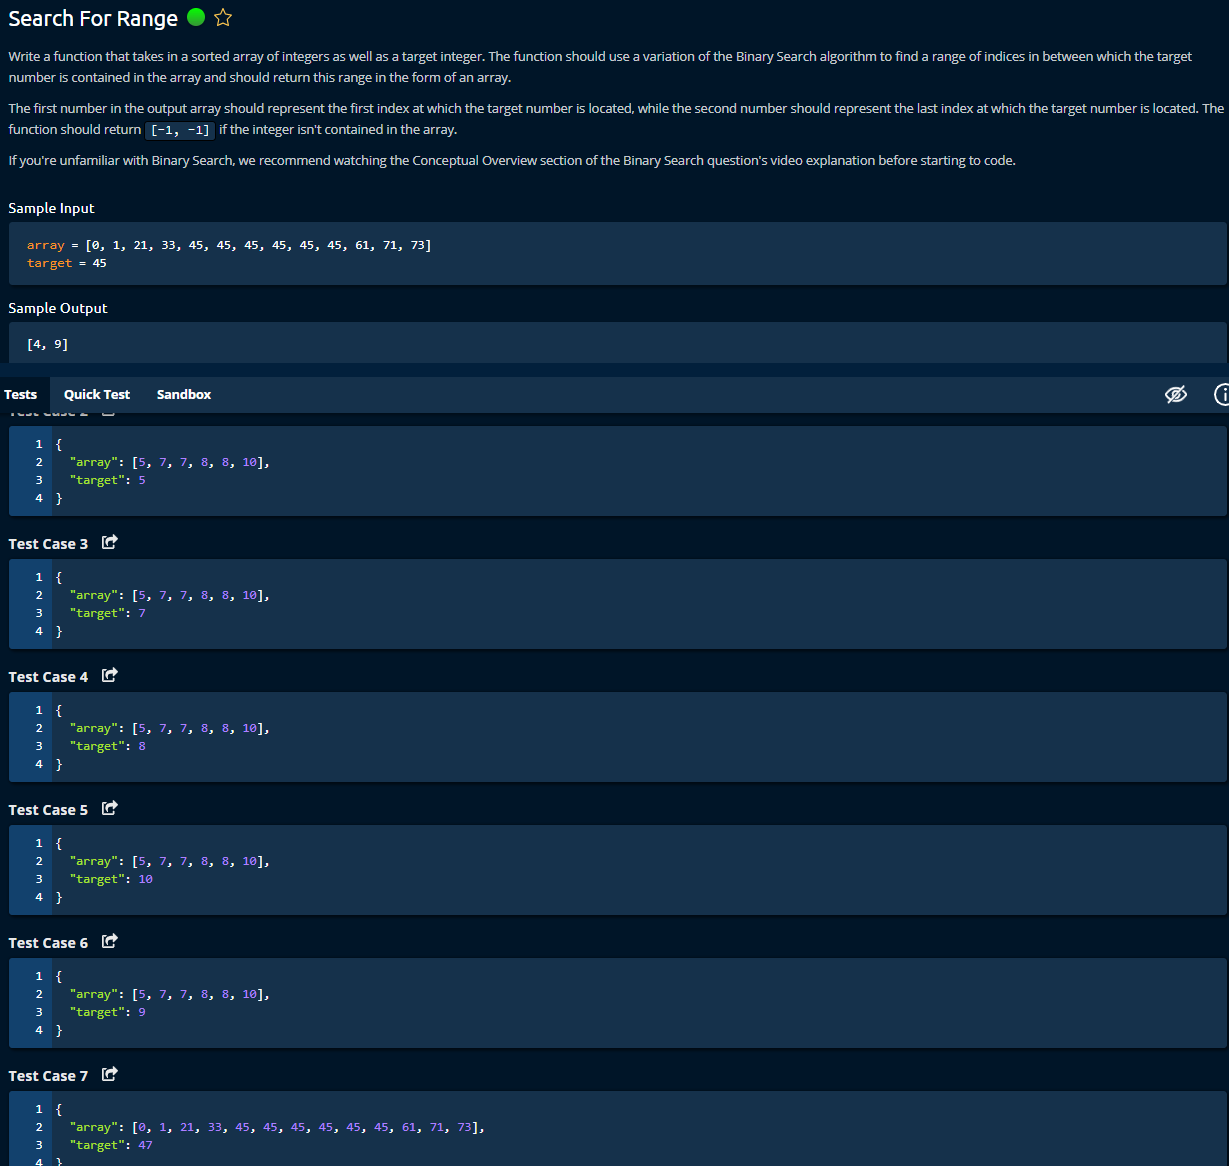 Search For Range
Write a function that takes in a sorted array of integers as well as a target integer. The function should use a variation of the Binary Search algorithm to find a range of indices in between which the target
number is contained in the array and should return this range in the form of an array.
The first number in the output array should represent the first index at which the target number is located, while the second number should represent the last index at which the target number is located. The
function should return [-1, -1] if the integer isn't contained in the array.
If you're unfamiliar with Binary Search, we recommend watching the Conceptual Overview section of the Binary Search question's video explanation before starting to code.
Sample Input
array = [0, 1, 21, 33, 45, 45, 45, 45, 45, 45, 61, 71, 73]
target = 45
Sample Output
[4, 9]
Tests Quick Test Sandbox
Test Case 2
1 {
2 "array": [5, 7, 7, 8, 8, 10],
3 "target": 5
4 }
Test Case 3
1 {
2 "array": [5, 7, 7, 8, 8, 10],
3 "target": 7
4 }
Test Case 4
1 {
2 "array": [5, 7, 7, 8, 8, 10],
3 "target": 8
4 }
Test Case 5
1 {
2 "array": [5, 7, 7, 8, 8, 10],
3 "target": 10
4 }
Test Case 6
1 {
2 "array": [5, 7, 7, 8, 8, 10],
3 "target": 9
4 }
Test Case 7
1 {
2 "array": [0, 1, 21, 33, 45, 45, 45, 45, 45, 45, 61, 71, 73],
3 "target": 47
4 }